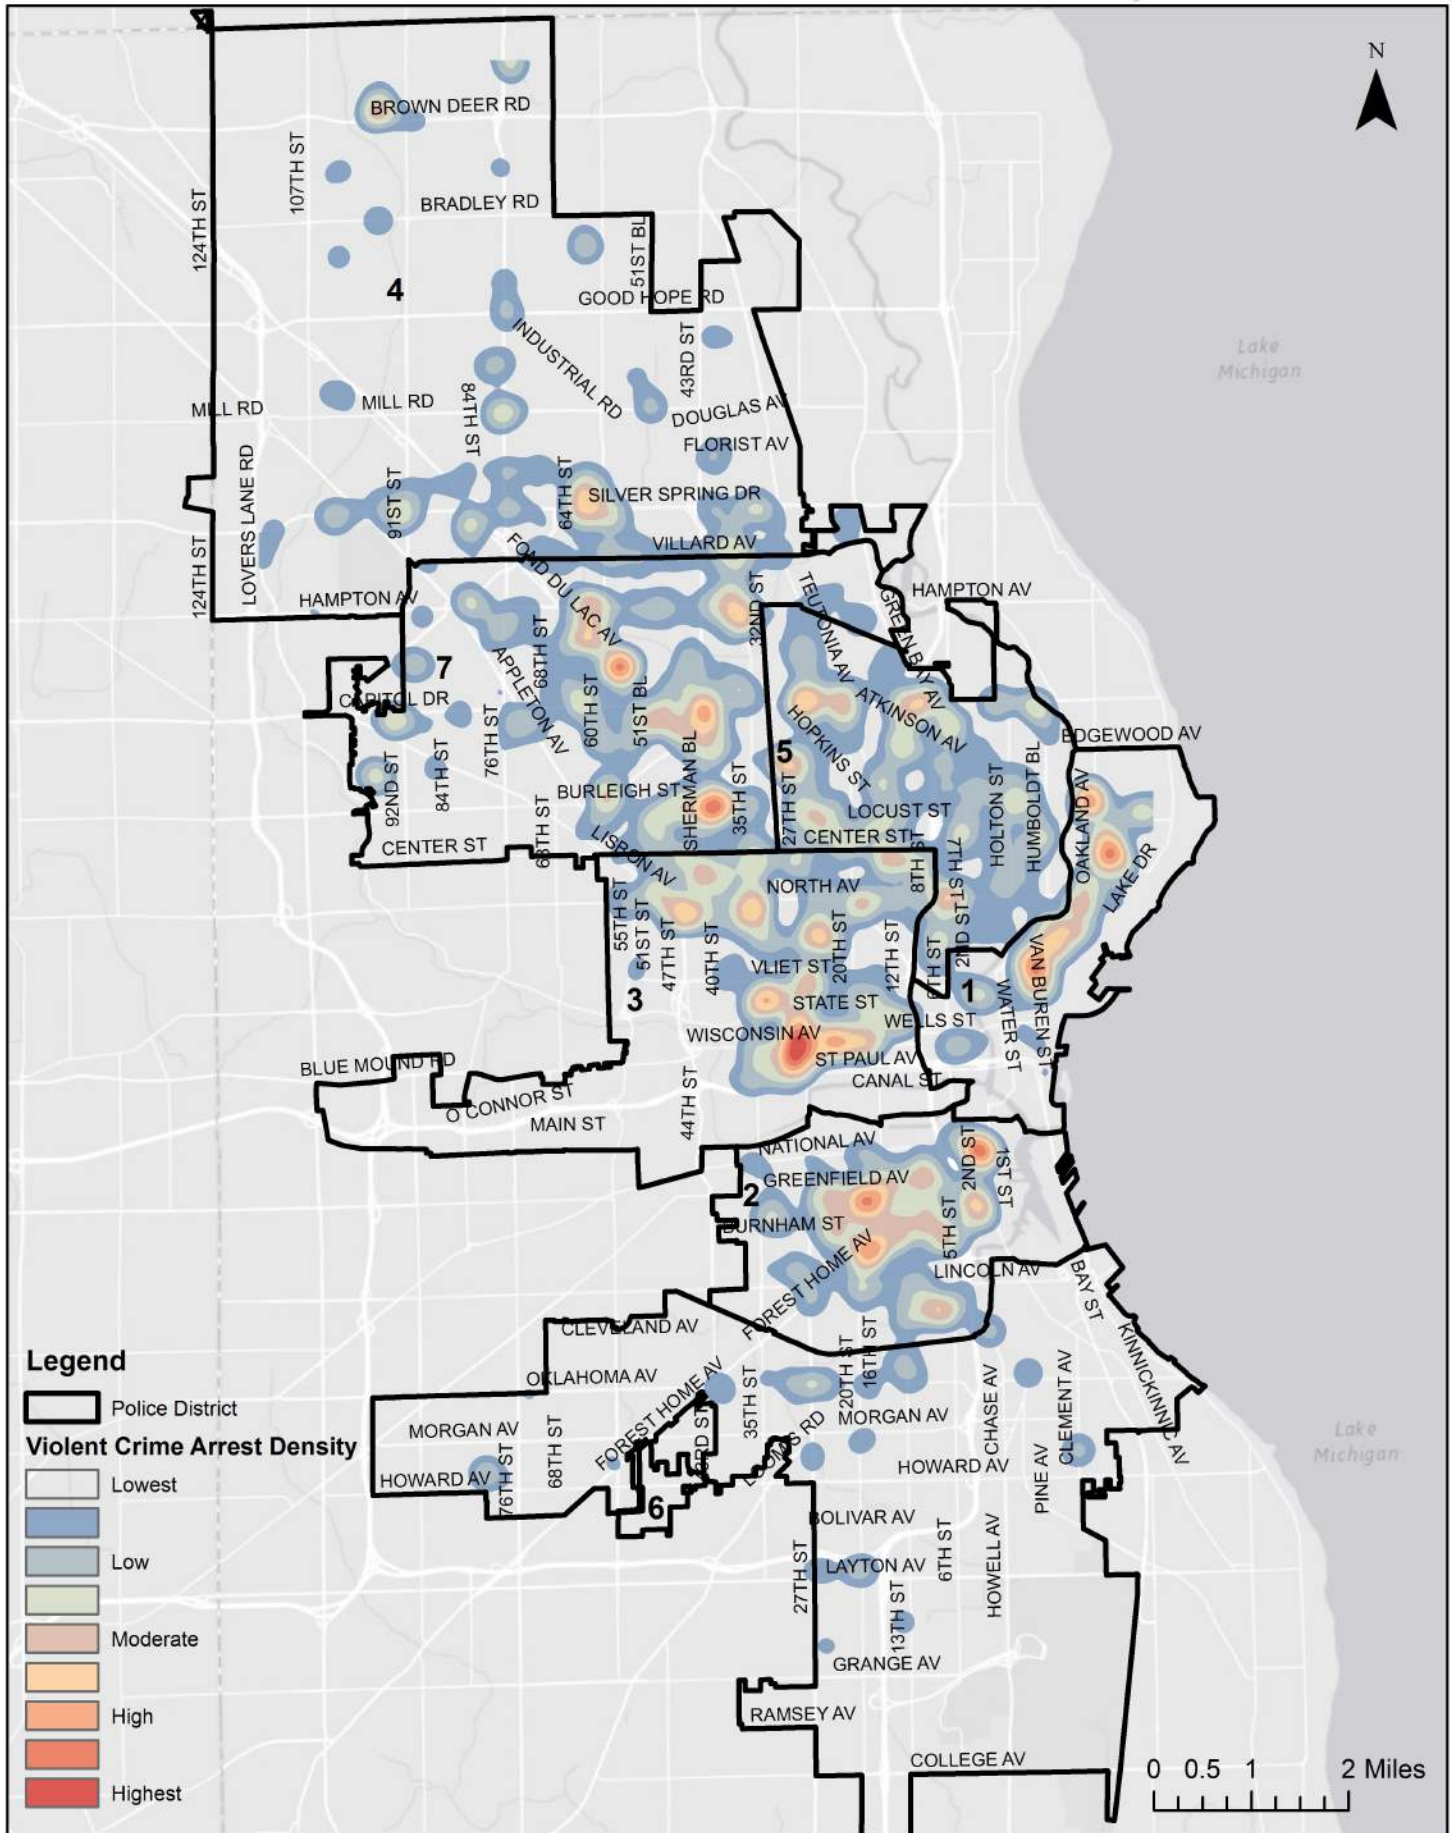 N
BROWN DEER RD
107TH ST
124TH ST
BRADLEY RD
51ST BL
4
GOOD HOPE RD
INDUSTRIAL RD
43RD ST
Lake
Michigan
MILL RD
MILL RD
84TH ST
DOUGLAS AV
FLORIST AV
LOVERS LANE RD
91ST ST
64TH ST
SILVER SPRING DR
124TH ST
FOND DU LAC AV
VILLARD AV
HAMPTON AV
32ND ST
TEUTONIA AV
GREEN BAY AV
HAMPTON AV
7
68TH ST
APPLETON AV
CAPITOL DR
60TH ST
51ST BL
ATKINSON AV
76TH ST
HOPKINS ST
5
EDGEWOOD AV
92ND ST
84TH ST
BURLEIGH ST
SHERMAN BL
35TH ST
27TH ST
LOCUST ST
HOLTON ST
HUMBOLDT BL
OAKLAND AV
CENTER ST
68TH ST
LISBON AV
CENTER ST
8TH ST
7TH ST
LAKE DR
NORTH AV
55TH ST
51ST ST
47TH ST
40TH ST
20TH ST
12TH ST
6TH ST
2ND ST
VAN BUREN ST
VLIET ST
3
STATE ST
1
WATER ST
WELLS ST
WISCONSIN AV
ST PAUL AV
BLUE MOUND RD
CANAL ST
O CONNOR ST
44TH ST
MAIN ST
NATIONAL AV
2ND ST
1ST ST
GREENFIELD AV
2
BURNHAM ST
5TH ST
FOREST HOME AV
LINCOLN AV
BAY ST
CLEVELAND AV
KINNICKINNIC AV
OKLAHOMA AV
FOREST HOME AV
35TH ST
20TH ST
16TH ST
CHASE AV
CLEMENT AV
MORGAN AV
68TH ST
LOOMIS RD
MORGAN AV
Lake
Michigan
HOWARD AV
76TH ST
HOWARD AV
PINE AV
6
BOLIVAR AV
27TH ST
LAYTON AV
6TH ST
HOWELL AV
13TH ST
GRANGE AV
RAMSEY AV
COLLEGE AV
Legend
Police District
Violent Crime Arrest Density
Lowest
Low
Moderate
High
Highest
0 0.5 1 2 Miles